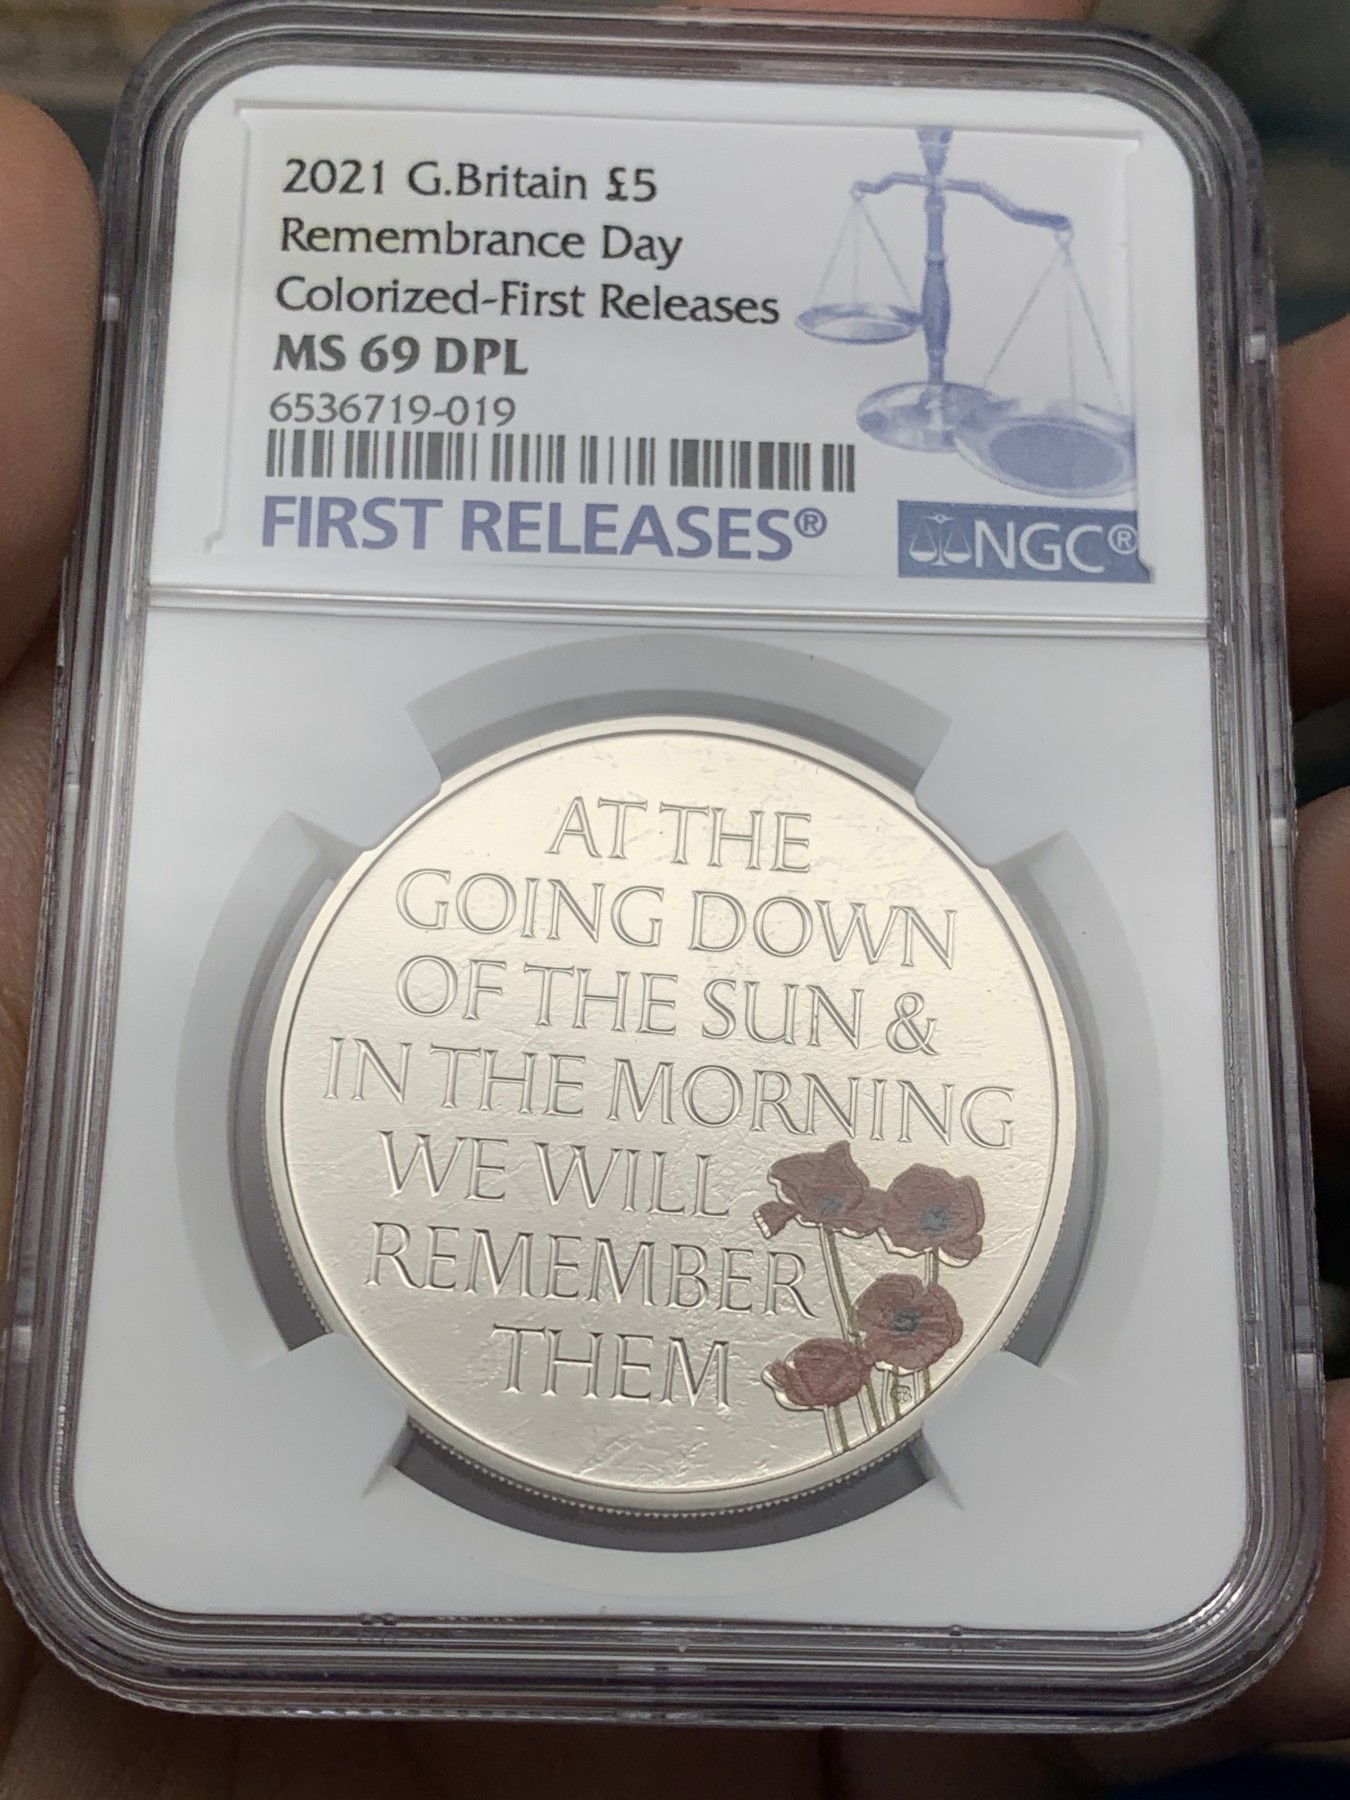 2021 G.Britain £5
Remembrance Day
Colorized-First Releases
MS 69 DPL
6536719-019
FIRST RELEASES®
NGC®
AT THE
GOING DOWN
OF THE SUN &
IN THE MORNING
WE WILL
REMEMBER
THEM